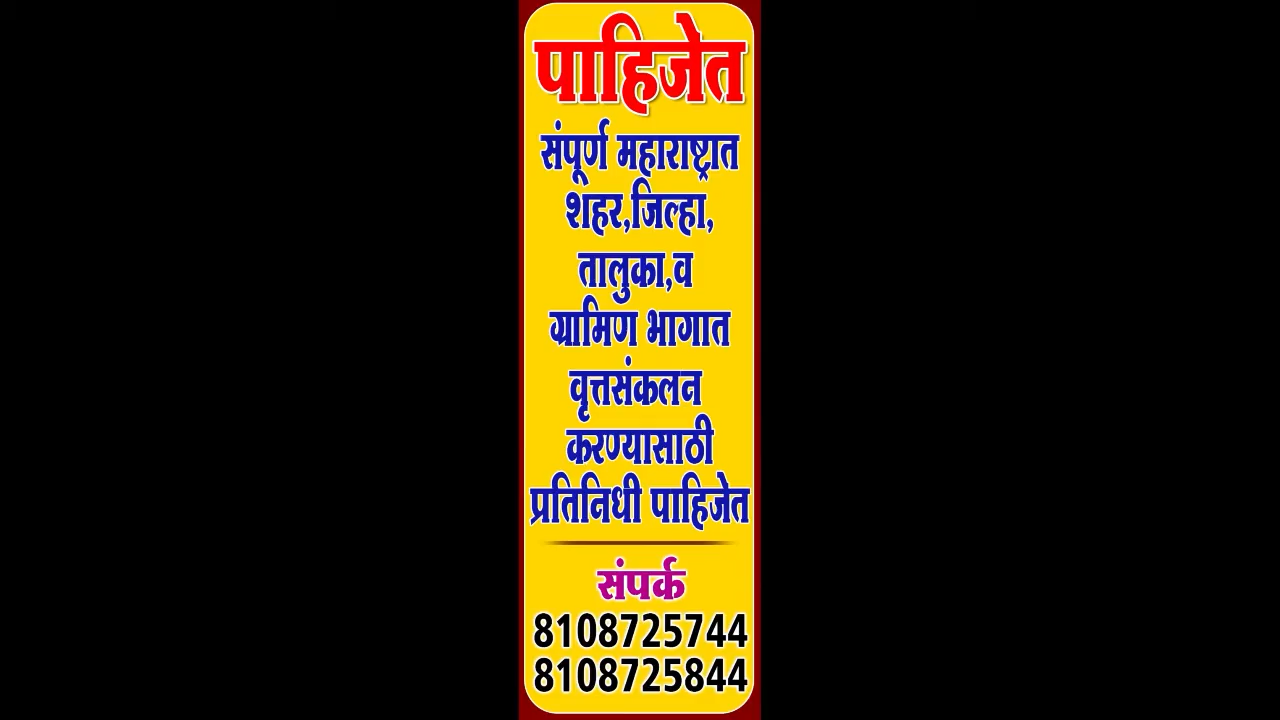 पाहिजेत
संपूर्ण महाराष्ट्रात
शहर,जिल्हा,
तालुका,व
ग्रामिण भागात
वृत्तसंकलन
करण्यासाठी
प्रतिनिधी पाहिजेत
संपर्क
8108725744
8108725844